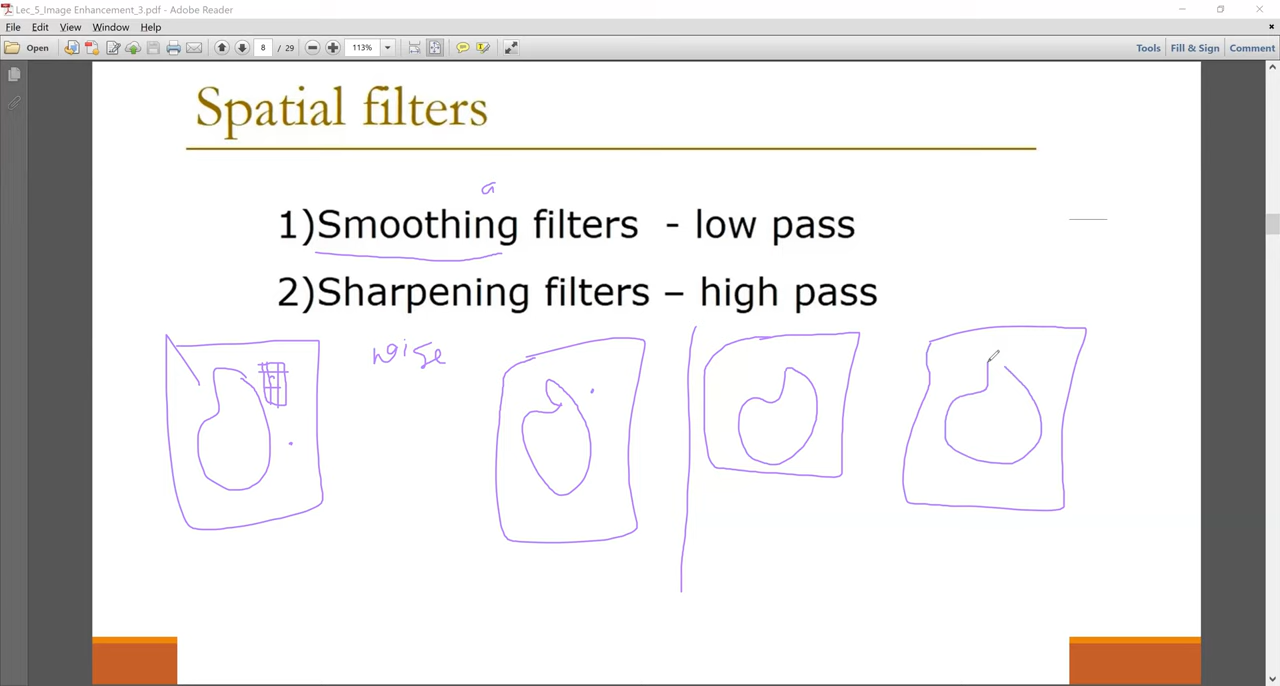 Lec_5_Image Enhancement_3.pdf - Adobe Reader
File Edit View Window Help
Open 8 / 29 113% Tools Fill & Sign Comment
Spatial filters
a
1)Smoothing filters - low pass
2)Sharpening filters – high pass
noise